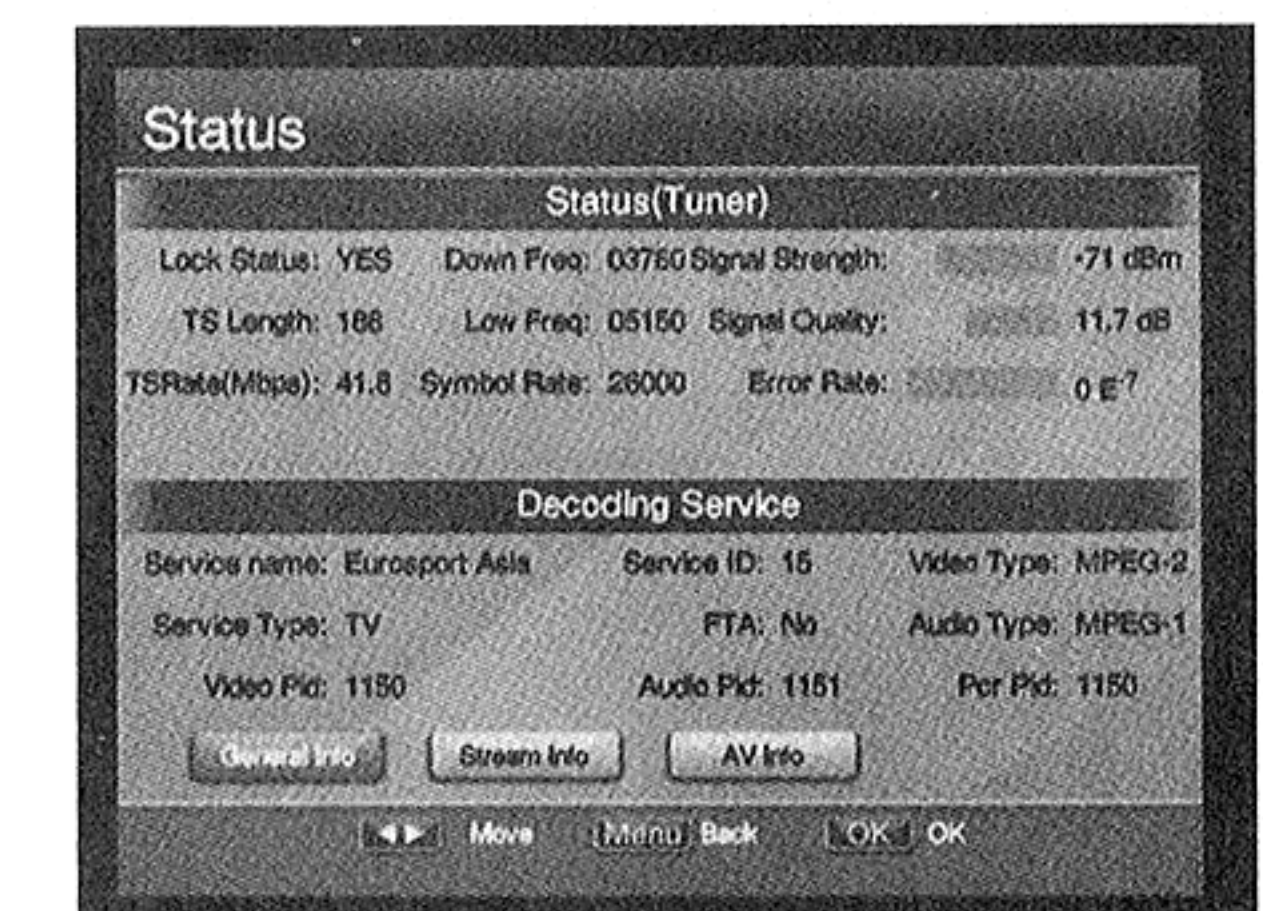 Status
Status(Tuner)
Lock Status: YES Down Freq: 03760 Signal Strength: -71 dBm
TS Length: 188 Low Freq: 05150 Signal Quality: 11,7 dB
TSRate(Mbps): 41.8 Symbol Rate: 26000 Error Rate: 0 E-7
Decoding Service
Service name: Eurosport Asia Service ID: 15 Video Type: MPEG-2
Service Type: TV FTA: No Audio Type: MPEG-1
Video Pid: 1150 Audio Pid: 1151 Pcr Pid: 1150
General Info Stream Info AV Info
Move Menu Back OK OK